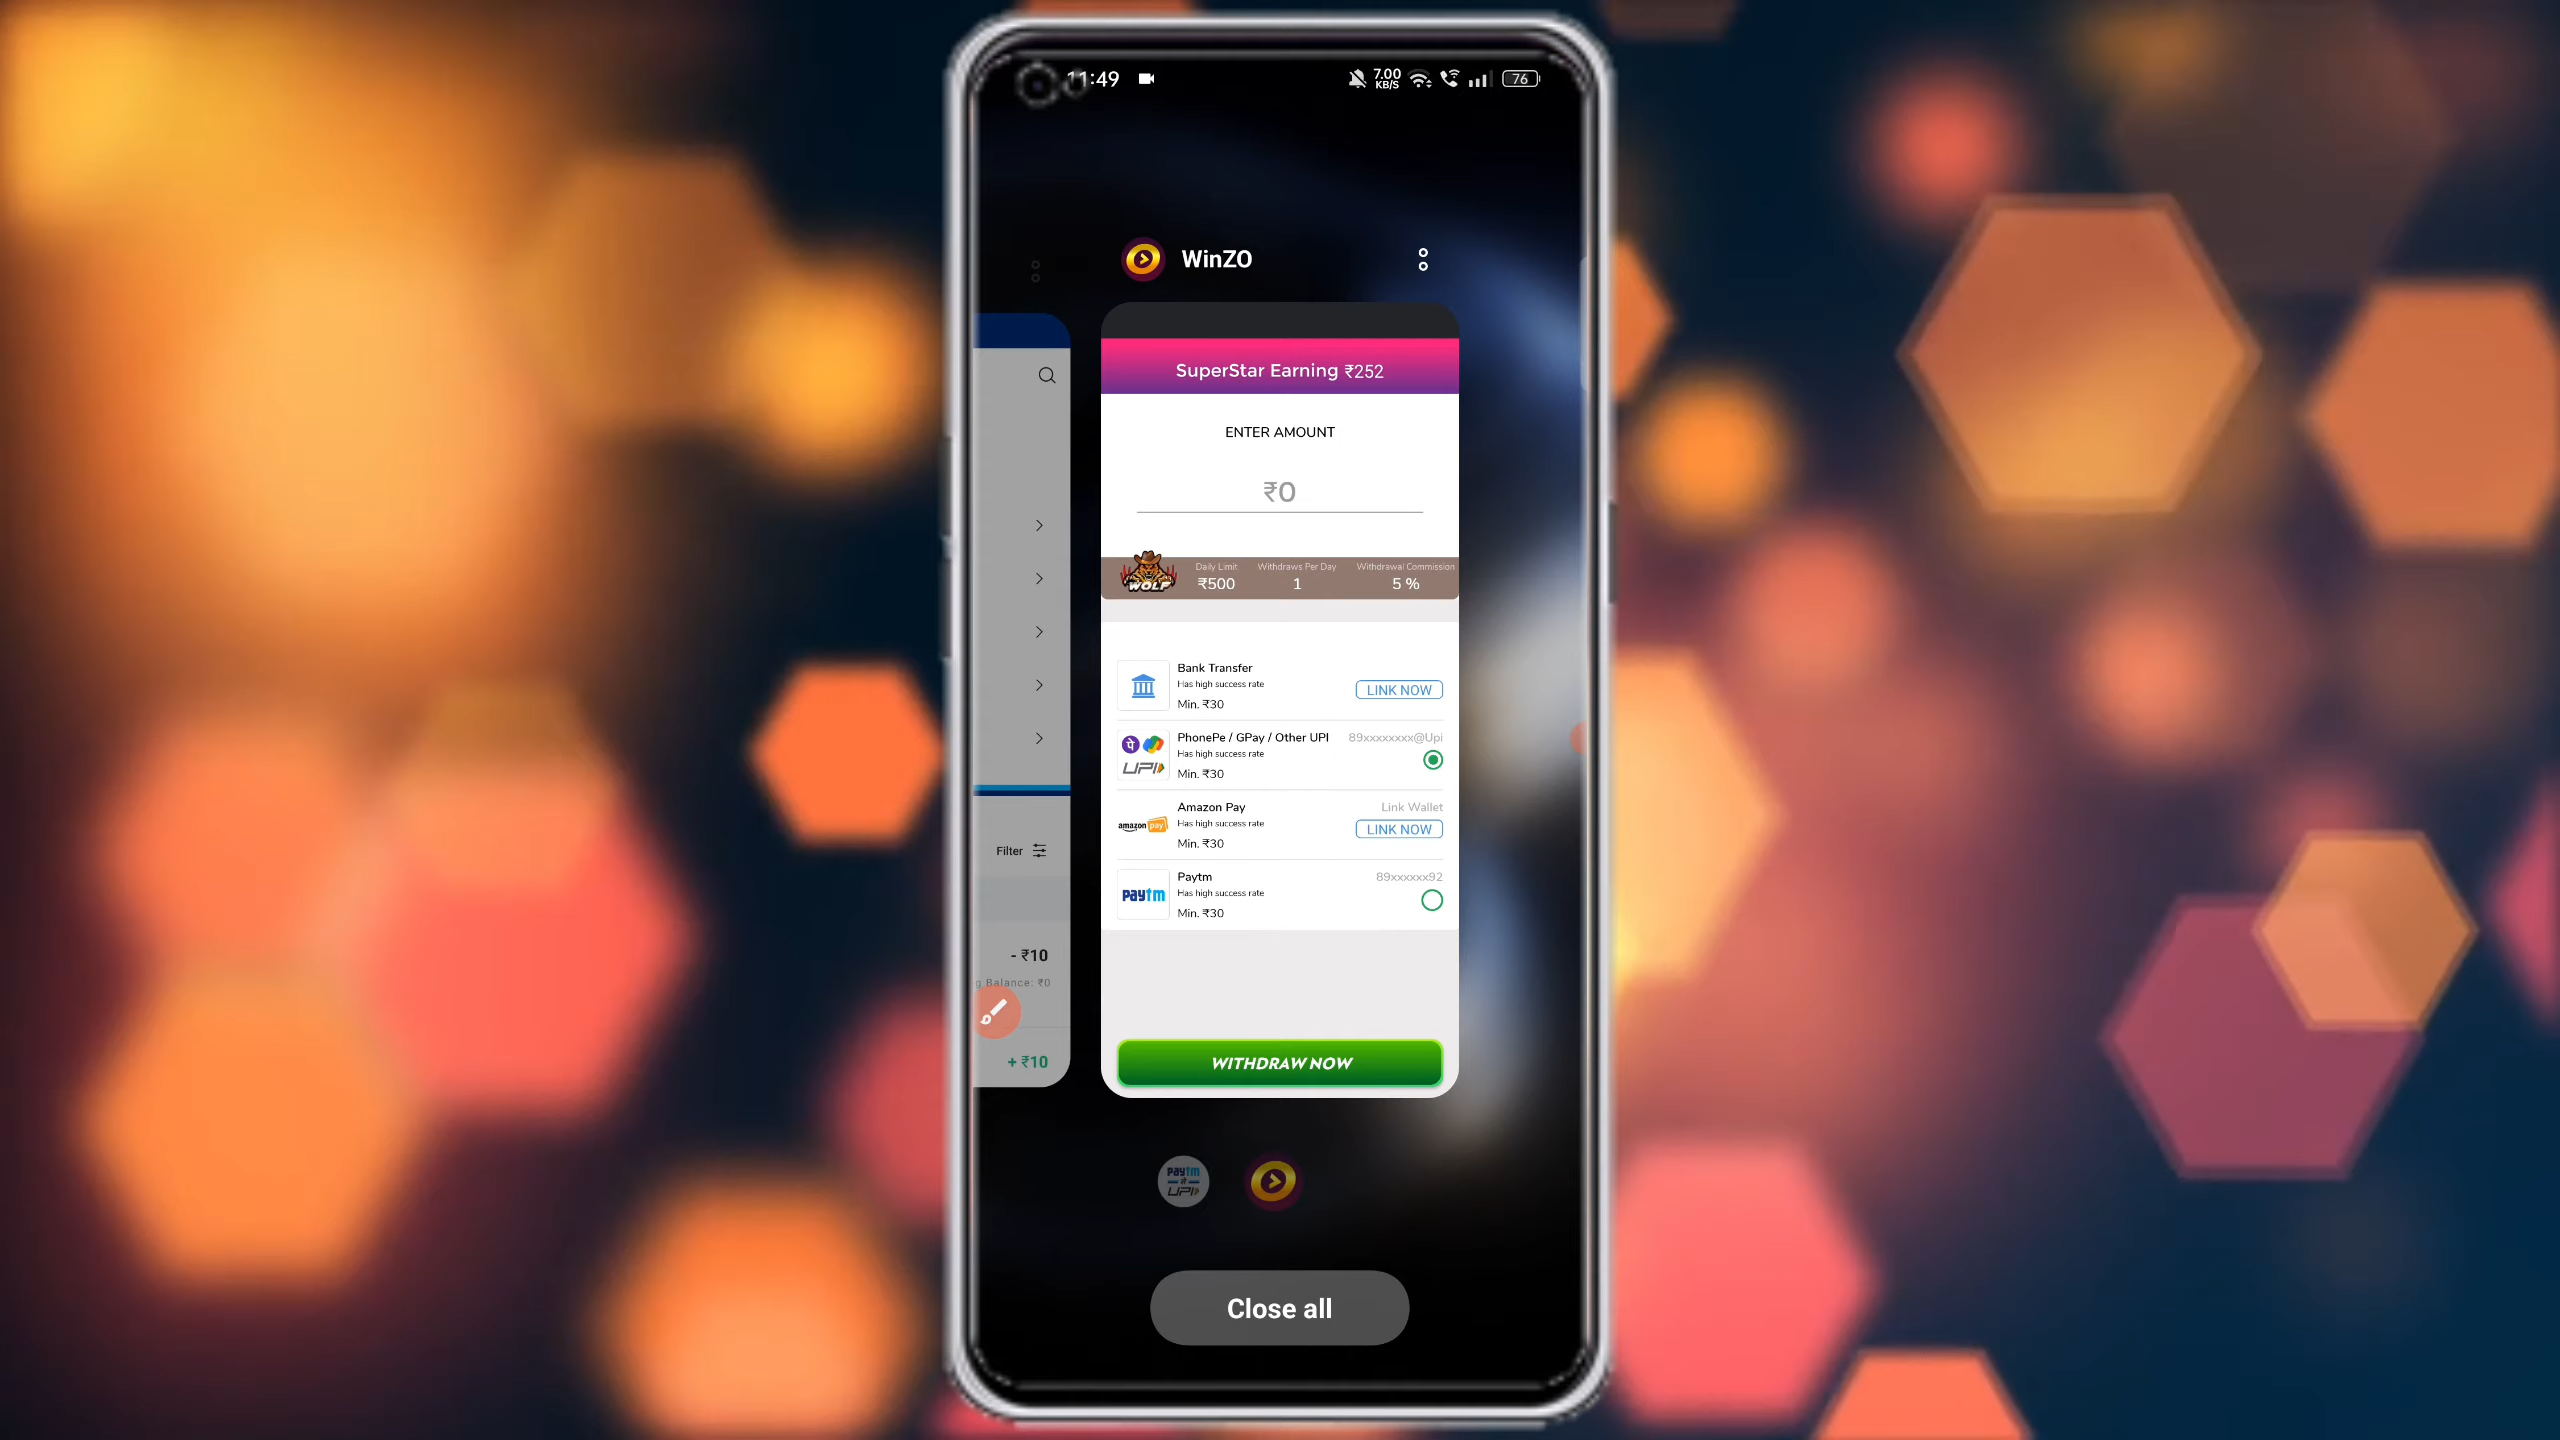 11:49
7.00
KB/S
76
WinZO
SuperStar Earning ₹252
ENTER AMOUNT
₹0
WOLF
Daily Limit
₹500
Withdraws Per Day
1
Withdrawal Commission
5 %
Bank Transfer
Has high success rate
Min. ₹30
LINK NOW
PhonePe / GPay / Other UPI
89xxxxxxxx@Upi
Has high success rate
UPI
Min. ₹30
Amazon Pay
Link Wallet
amazon pay
Has high success rate
LINK NOW
Min. ₹30
Paytm
89xxxxxx92
paytm
Has high success rate
Min. ₹30
WITHDRAW NOW
Filter
- ₹10
g Balance: ₹0
+ ₹10
paytm
से
UPI
Close all